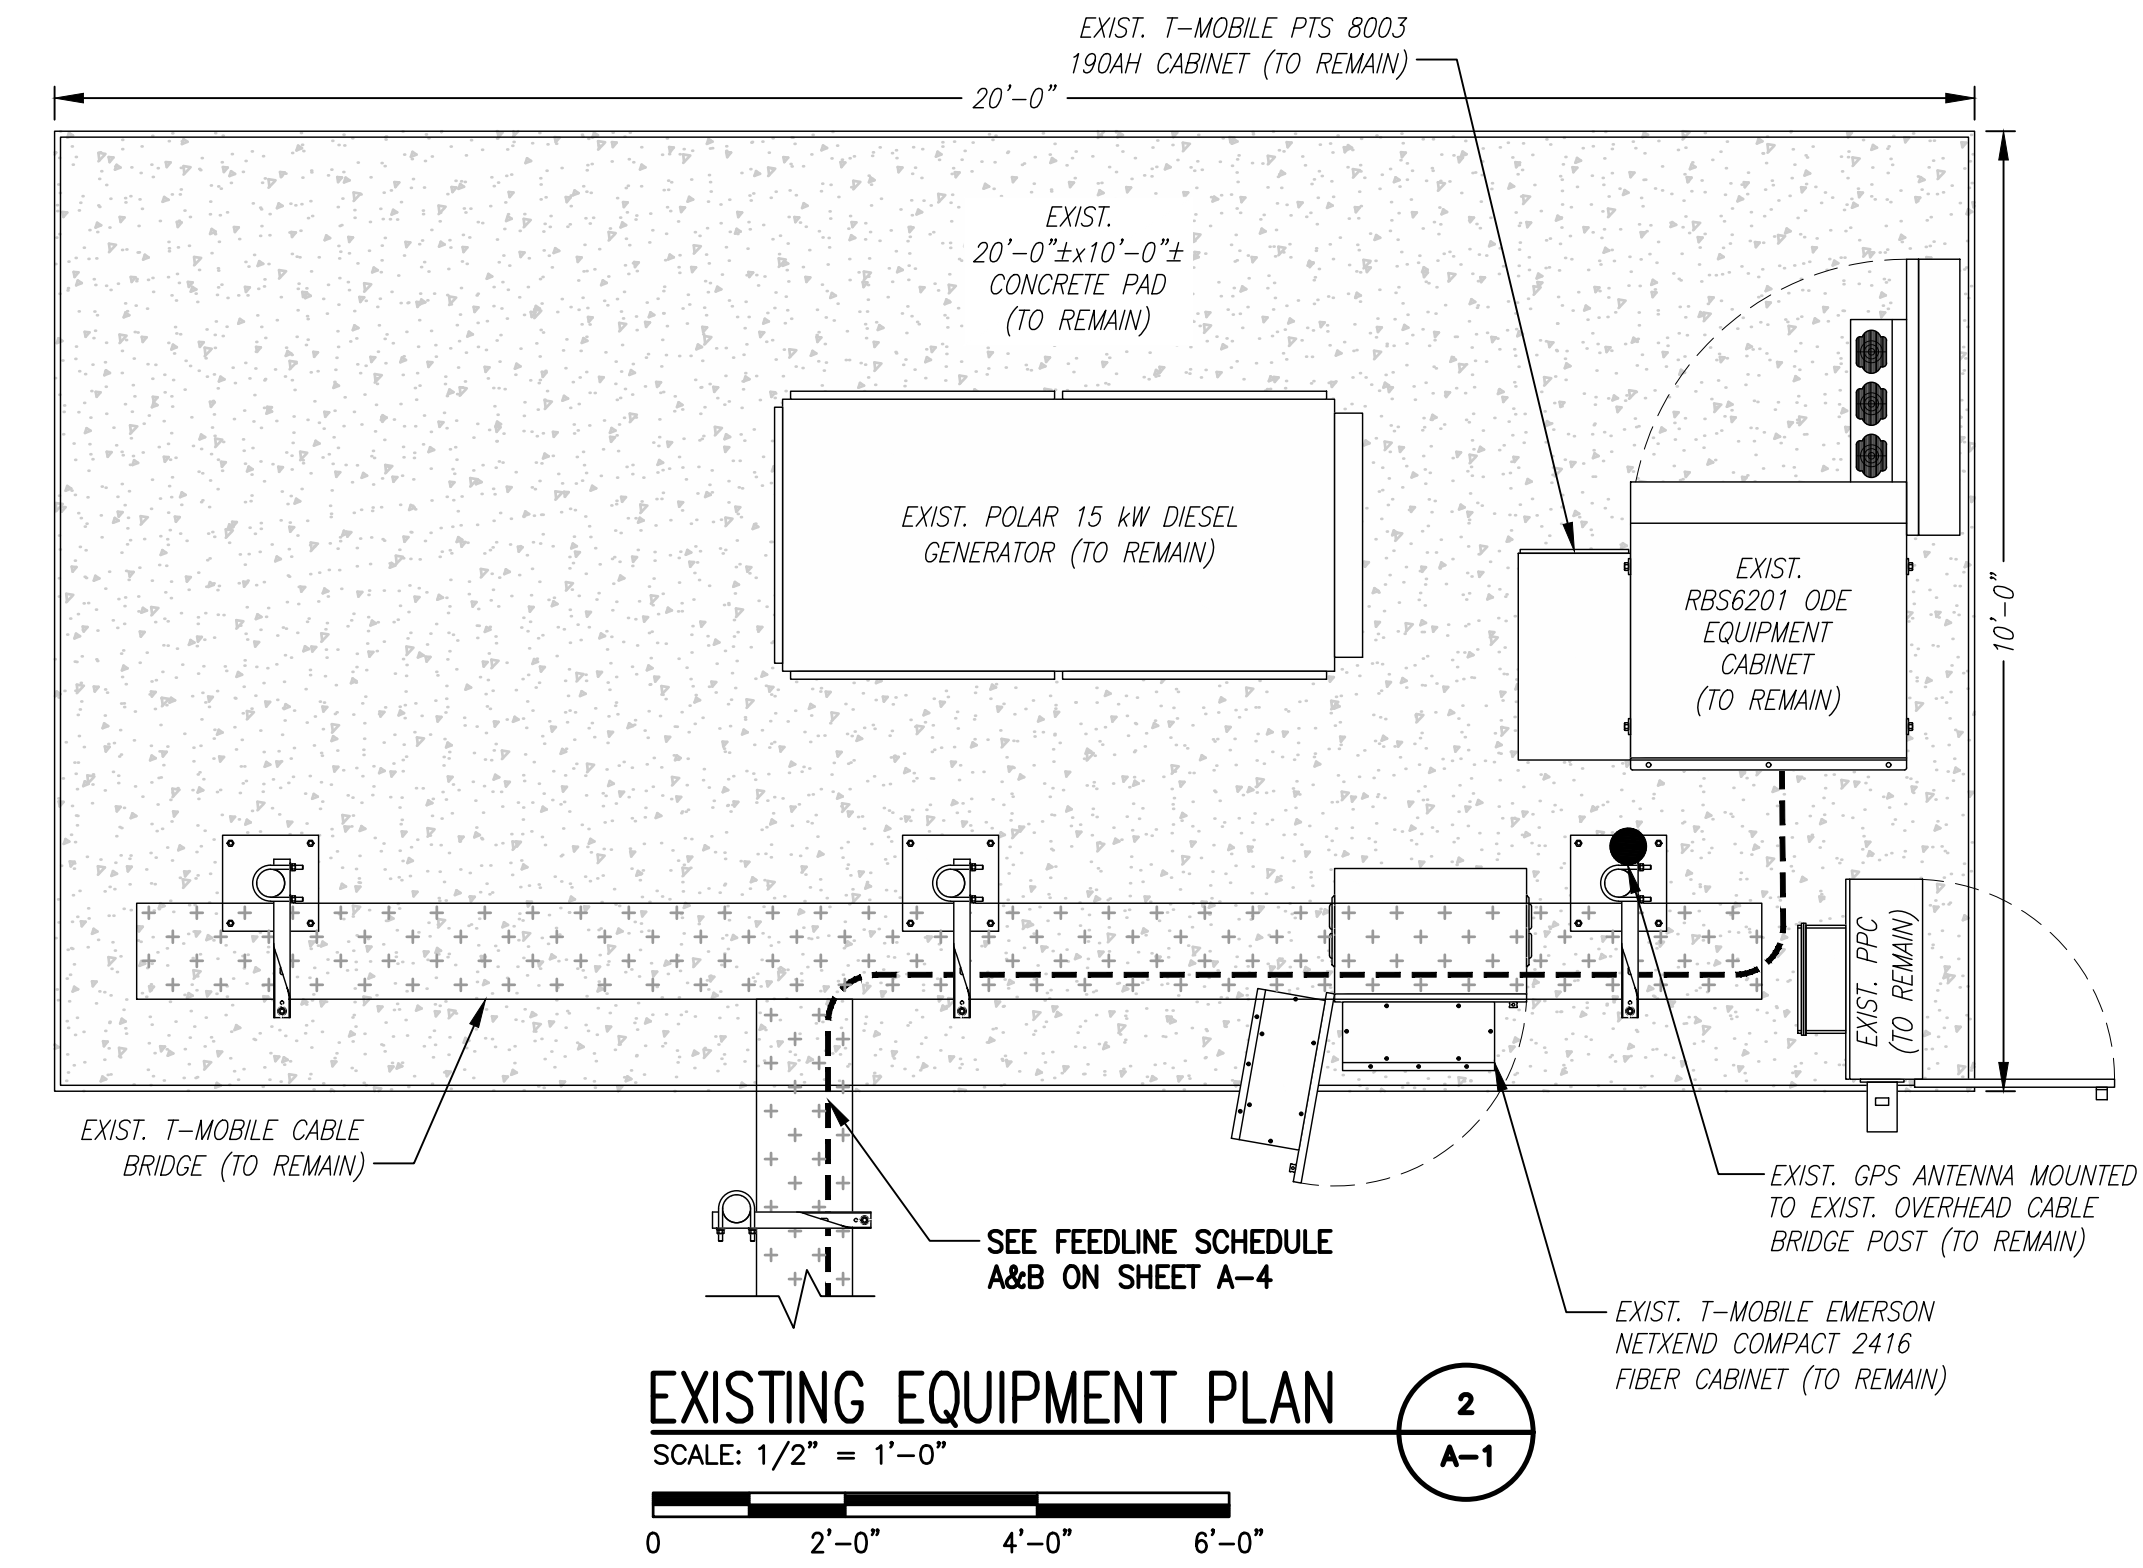 EXIST. T-MOBILE PTS 8003
190AH CABINET (TO REMAIN)
20'-0"
EXIST.
20'-0"±x10'-0"±
CONCRETE PAD
(TO REMAIN)
EXIST. POLAR 15 kW DIESEL
GENERATOR (TO REMAIN)
EXIST.
RBS6201 ODE
EQUIPMENT
CABINET
(TO REMAIN)
10'-0"
EXIST. PPC
(TO REMAIN)
EXIST. T-MOBILE CABLE
BRIDGE (TO REMAIN)
EXIST. GPS ANTENNA MOUNTED
TO EXIST. OVERHEAD CABLE
BRIDGE POST (TO REMAIN)
SEE FEEDLINE SCHEDULE
A&B ON SHEET A-4
EXIST. T-MOBILE EMERSON
NETXEND COMPACT 2416
FIBER CABINET (TO REMAIN)
EXISTING EQUIPMENT PLAN
2
A-1
SCALE: 1/2" = 1'-0"
0 2'-0" 4'-0" 6'-0"